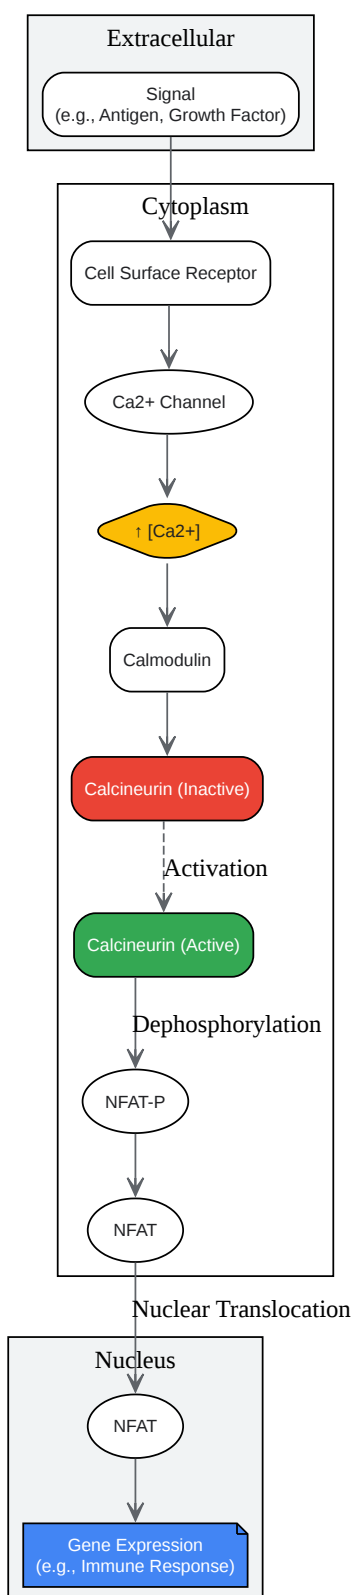 Extracellular
Signal
(e.g., Antigen, Growth Factor)
Cytoplasm
Cell Surface Receptor
Ca2+ Channel
↑ [Ca2+]
Calmodulin
Calcineurin (Inactive)
Activation
Calcineurin (Active)
Dephosphorylation
NFAT-P
NFAT
Nuclear Translocation
Nucleus
NFAT
Gene Expression
(e.g., Immune Response)